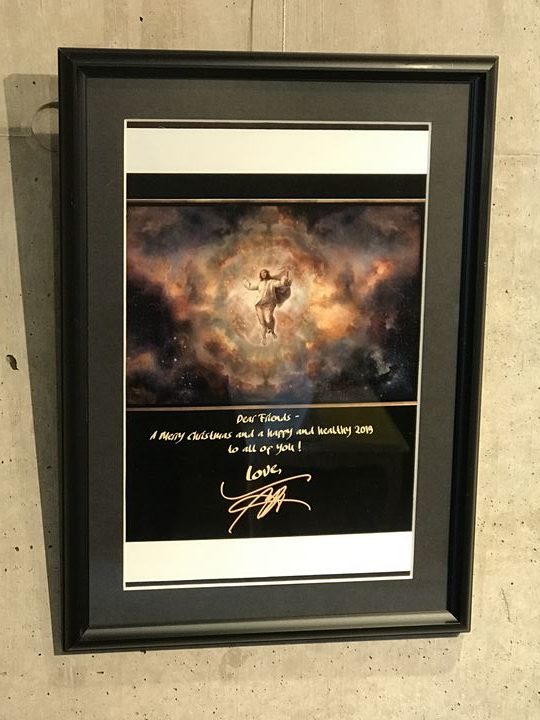 Dear Friends -
A Merry Christmas and a happy and healthy 2019
to all of you!
Love,